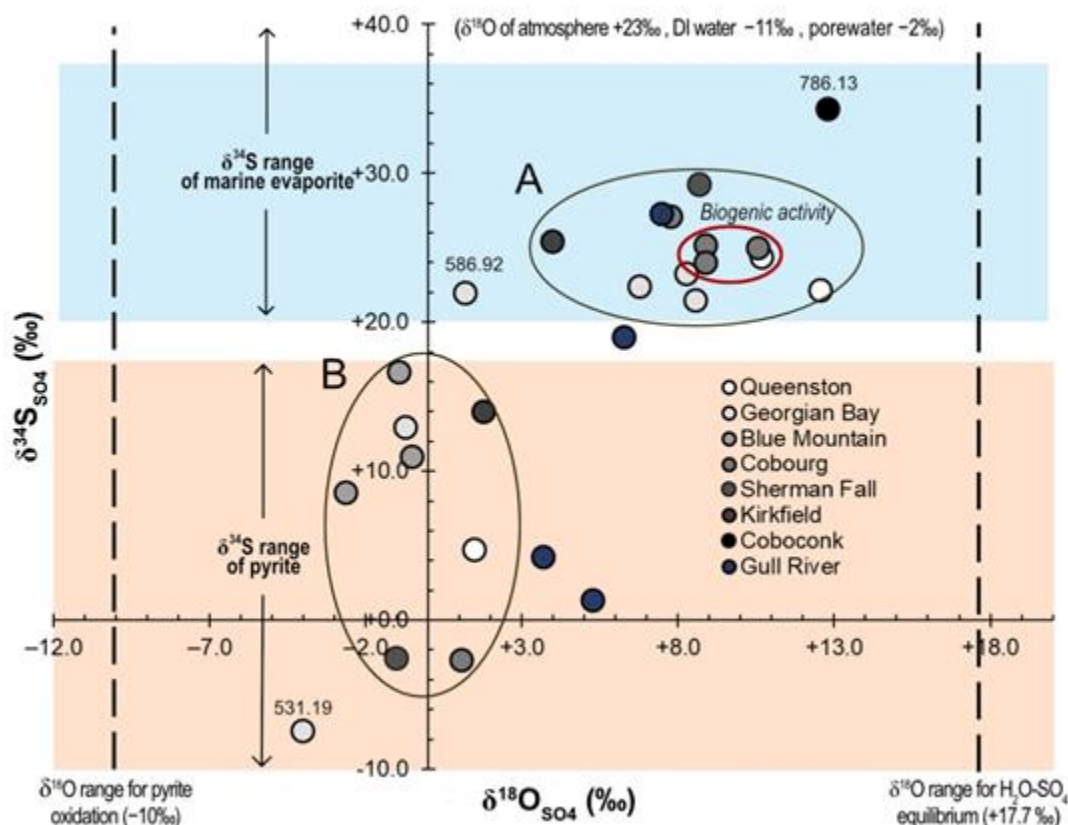 +40.0
(δ¹⁸O of atmosphere +23‰ , DI water −11‰ , porewater −2‰)
786.13
δ³⁴S range
of marine evaporite
+30.0
A
Biogenic activity
586.92
+20.0
δ³⁴S_SO4 (‰)
B
Queenston
Georgian Bay
Blue Mountain
Cobourg
Sherman Fall
Kirkfield
Coboconk
Gull River
+10.0
δ³⁴S range
of pyrite
+0.0
−12.0
−7.0
−2.0
+3.0
+8.0
+13.0
+18.0
531.19
-10.0
δ¹⁸O range for pyrite
oxidation (−10‰)
δ¹⁸O_SO4 (‰)
δ¹⁸O range for H₂O-SO₄
equilibrium (+17.7 ‰)